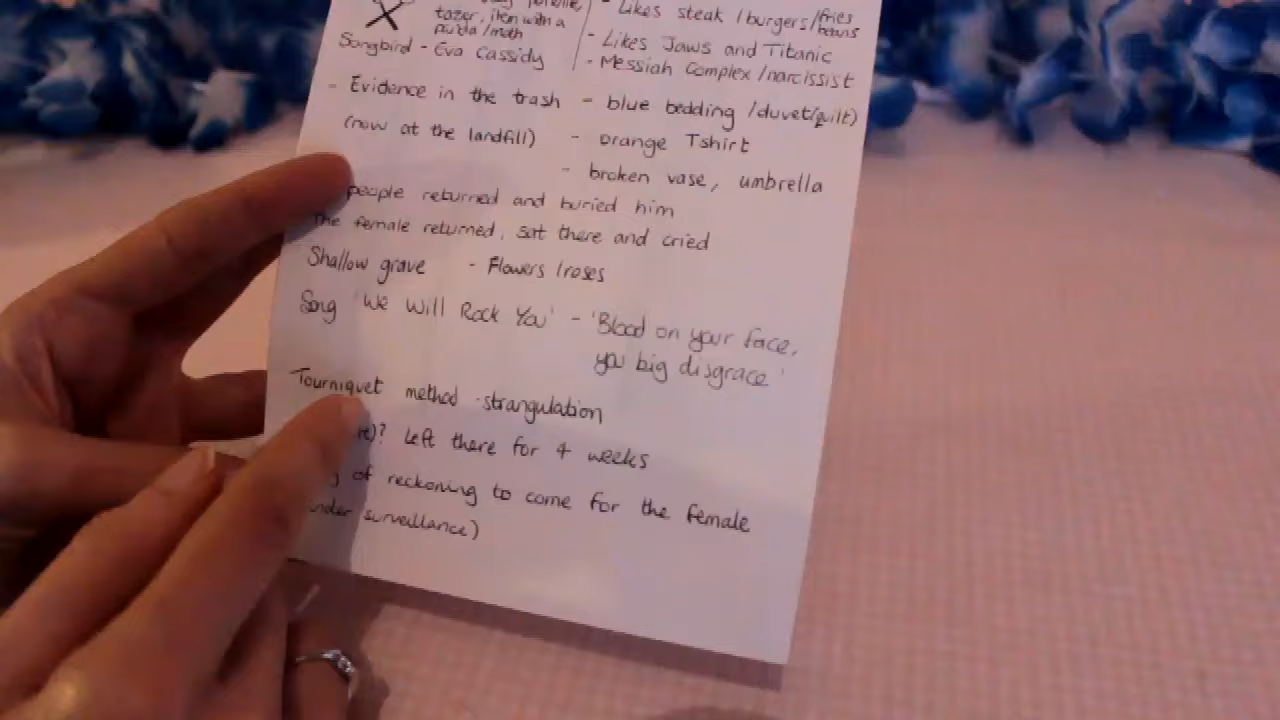 tazer, item with a
/moth
Songbird - Eva Cassidy
- Likes steak /burgers/fries
- Likes Jaws and Titanic
- Messiah Complex /narcissist
- Evidence in the trash - blue bedding /duvet/quilt)
(now at the landfill) - orange Tshirt
- broken vase, umbrella
people returned and buried him
The female returned, sat there and cried
Shallow grave - Flowers /roses
Song 'We Will Rock You' - 'Blood on your face,
you big disgrace'
Tourniquet method - strangulation
? Left there for 4 weeks
of reckoning to come for the female
surveillance)